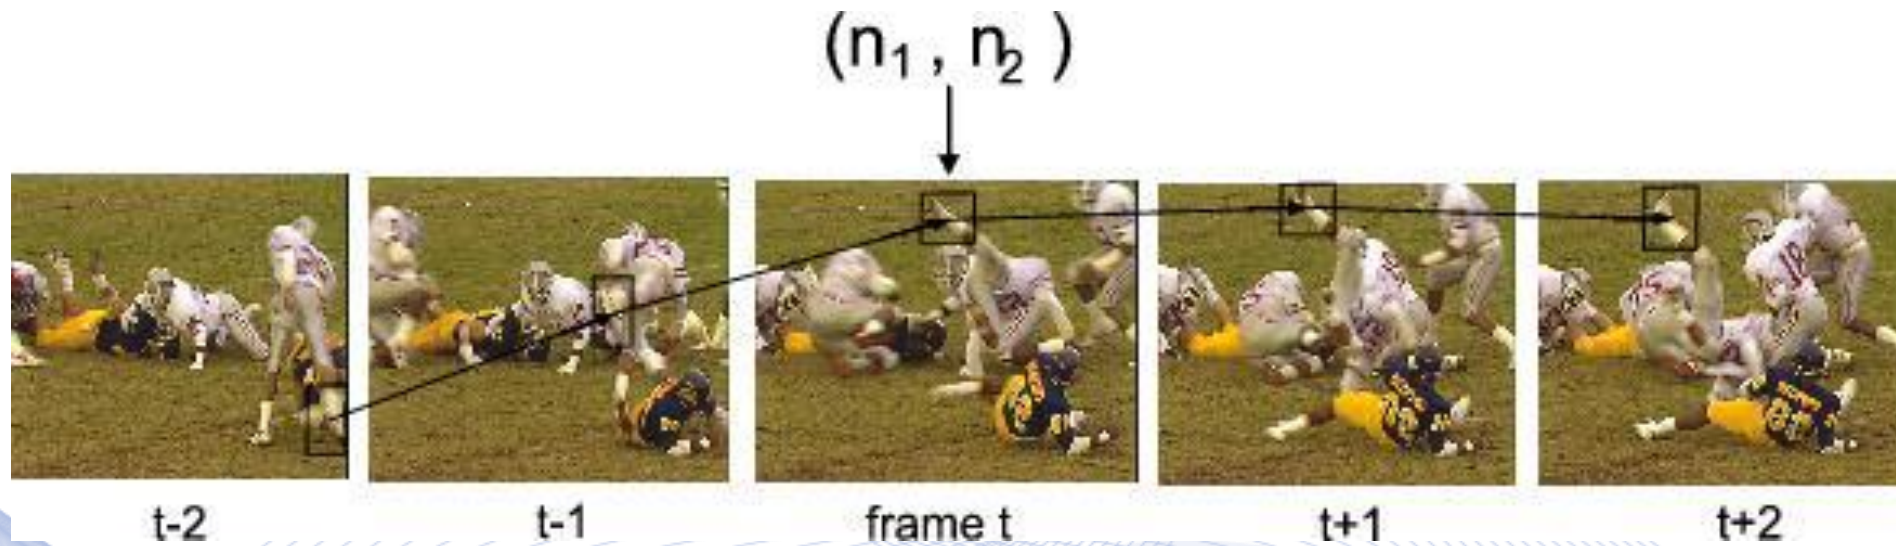 (n₁ , n₂ )
t-2 t-1 frame t t+1 t+2